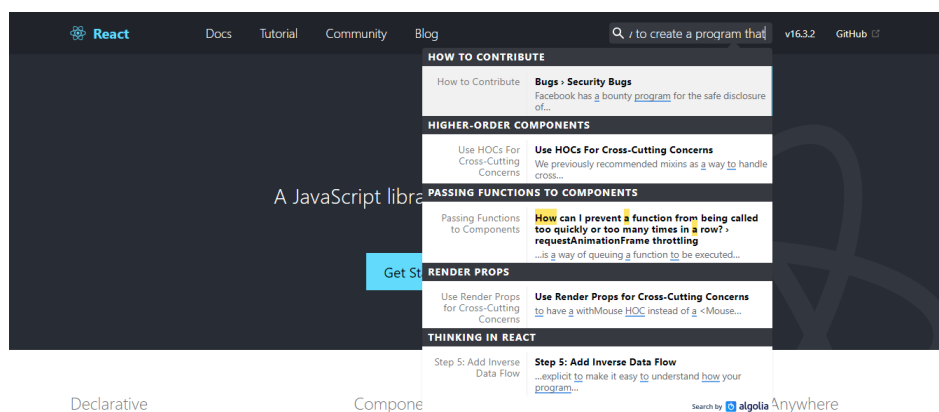 React
Docs
Tutorial
Community
Blog
to create a program that
v16.3.2
GitHub
HOW TO CONTRIBUTE
How to Contribute
Bugs › Security Bugs
Facebook has a bounty program for the safe disclosure
of...
HIGHER-ORDER COMPONENTS
Use HOCs For
Cross-Cutting
Concerns
Use HOCs For Cross-Cutting Concerns
We previously recommended mixins as a way to handle
cross...
A JavaScript libra
PASSING FUNCTIONS TO COMPONENTS
Passing Functions
to Components
How can I prevent a function from being called
too quickly or too many times in a row? ›
requestAnimationFrame throttling
...is a way of queuing a function to be executed...
Get St
RENDER PROPS
Use Render Props
for Cross-Cutting
Concerns
Use Render Props for Cross-Cutting Concerns
to have a withMouse HOC instead of a <Mouse...
THINKING IN REACT
Step 5: Add Inverse
Data Flow
Step 5: Add Inverse Data Flow
...explicit to make it easy to understand how your
program...
Search by algolia
Declarative
Compone
Anywhere